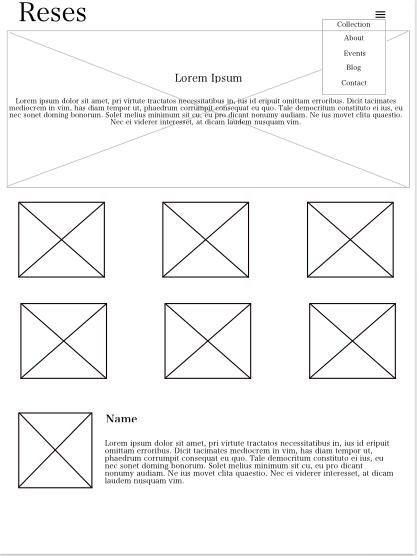 Reses
Collection
About
Events
Blog
Contact
Lorem Ipsum
Lorem ipsum dolor sit amet, pri virtute tractatos necessitatibus in, ius id eripuit omittam erroribus. Dicit tacimates
mediocrem in vim, has diam tempor at, phaedrum corrumpit consequat eu quo. Tale democritum constituto ei ius, eu has
nec sonet doming bonorum. Solet melius minimum sit cu, eu pro dicant nonumy audiam. Ne ius movet clita quaestio.
Nec ei viderer interesset, at dicam laudem nusquam vim.
Name
Lorem ipsum dolor sit amet, pri virtute tractatos necessitatibus in, ius id eripuit
omittam erroribus. Dicit tacimates mediocrem in vim, has diam tempor at,
phaedrum corrumpit consequat eu quo. Tale democritum constituto ei ius, eu has
nec sonet doming bonorum. Solet melius minimum sit cu, eu pro dicant
nonumy audiam. Ne ius movet clita quaestio. Nec ei viderer interesset, at dicam
laudem nusquam vim.